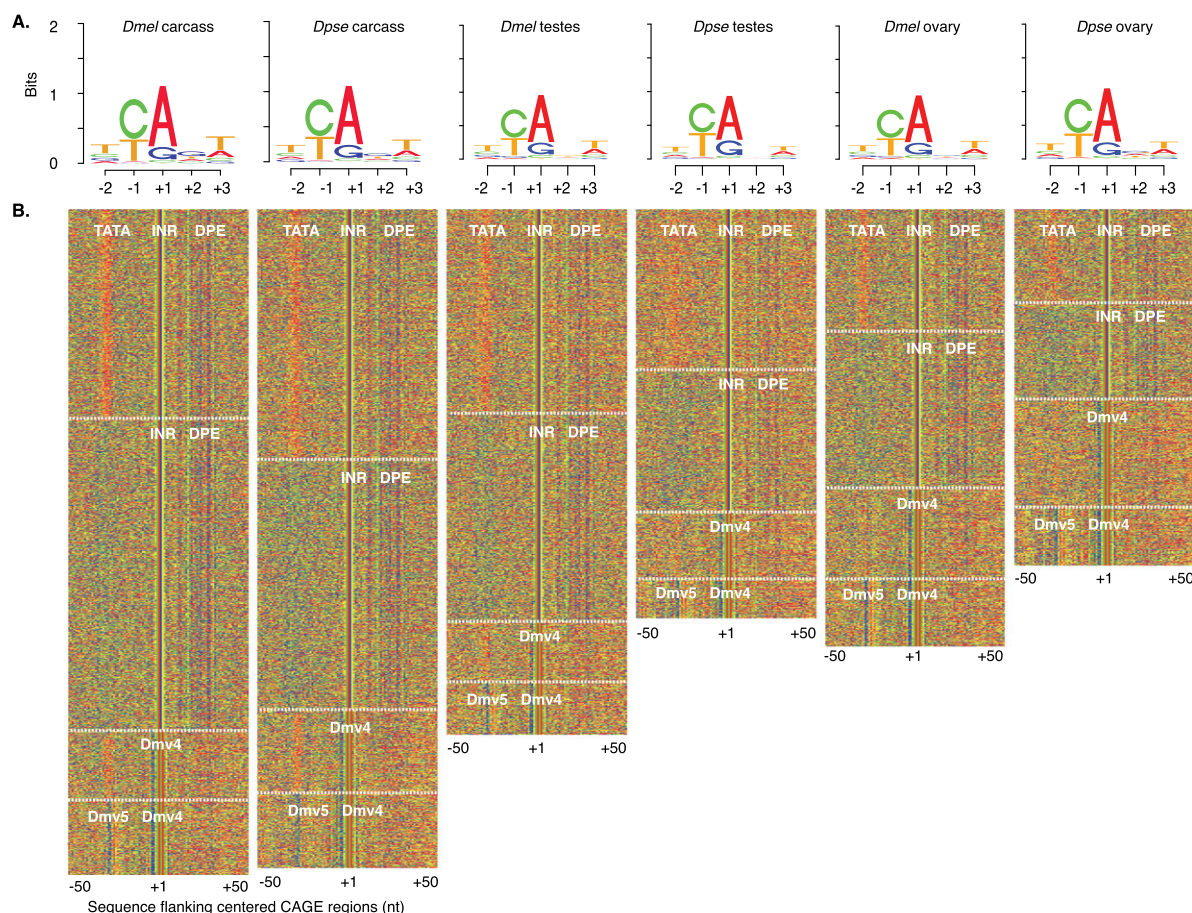 A.
Dmel carcass Dpse carcass Dmel testes Dpse testes Dmel ovary Dpse ovary
Bits
2
1
0
-2 -1 +1 +2 +3 -2 -1 +1 +2 +3 -2 -1 +1 +2 +3 -2 -1 +1 +2 +3 -2 -1 +1 +2 +3 -2 -1 +1 +2 +3
B.
TATA INR DPE TATA INR DPE TATA INR DPE TATA INR DPE TATA INR DPE TATA INR DPE
INR DPE
INR DPE
INR DPE
INR DPE
Dmv4
INR DPE
INR DPE
Dmv4
Dmv4
Dmv5 Dmv4
Dmv4
-50 +1 +50
Dmv5 Dmv4
Dmv5 Dmv4
-50 +1 +50
Dmv4
-50 +1 +50
Dmv5 Dmv4
Dmv4
Dmv4
-50 +1 +50
Dmv5 Dmv4
Dmv5 Dmv4
-50 +1 +50
-50 +1 +50
Sequence flanking centered CAGE regions (nt)